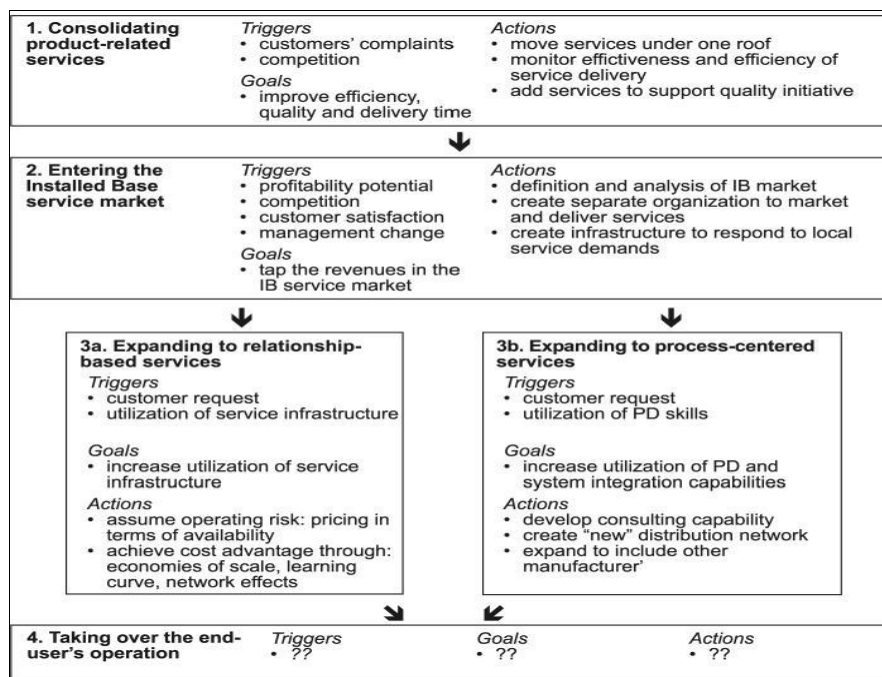 1. Consolidating
product-related
services
Triggers
• customers' complaints
• competition
Goals
• improve efficiency,
quality and delivery time
Actions
• move services under one roof
• monitor effictiveness and efficiency of
service delivery
• add services to support quality initiative
2. Entering the
Installed Base
service market
Triggers
• profitability potential
• competition
• customer satisfaction
• management change
Goals
• tap the revenues in the
IB service market
Actions
• definition and analysis of IB market
• create separate organization to market
and deliver services
• create infrastructure to respond to local
service demands
3a. Expanding to relationship-
based services
Triggers
• customer request
• utilization of service infrastructure
Goals
• increase utilization of service
infrastructure
Actions
• assume operating risk: pricing in
terms of availability
• achieve cost advantage through:
economies of scale, learning
curve, network effects
3b. Expanding to process-centered
services
Triggers
• customer request
• utilization of PD skills
Goals
• increase utilization of PD and
system integration capabilities
Actions
• develop consulting capability
• create "new" distribution network
• expand to include other
manufacturer'
4. Taking over the end-
user's operation
Triggers
• ??
Goals
• ??
Actions
• ??